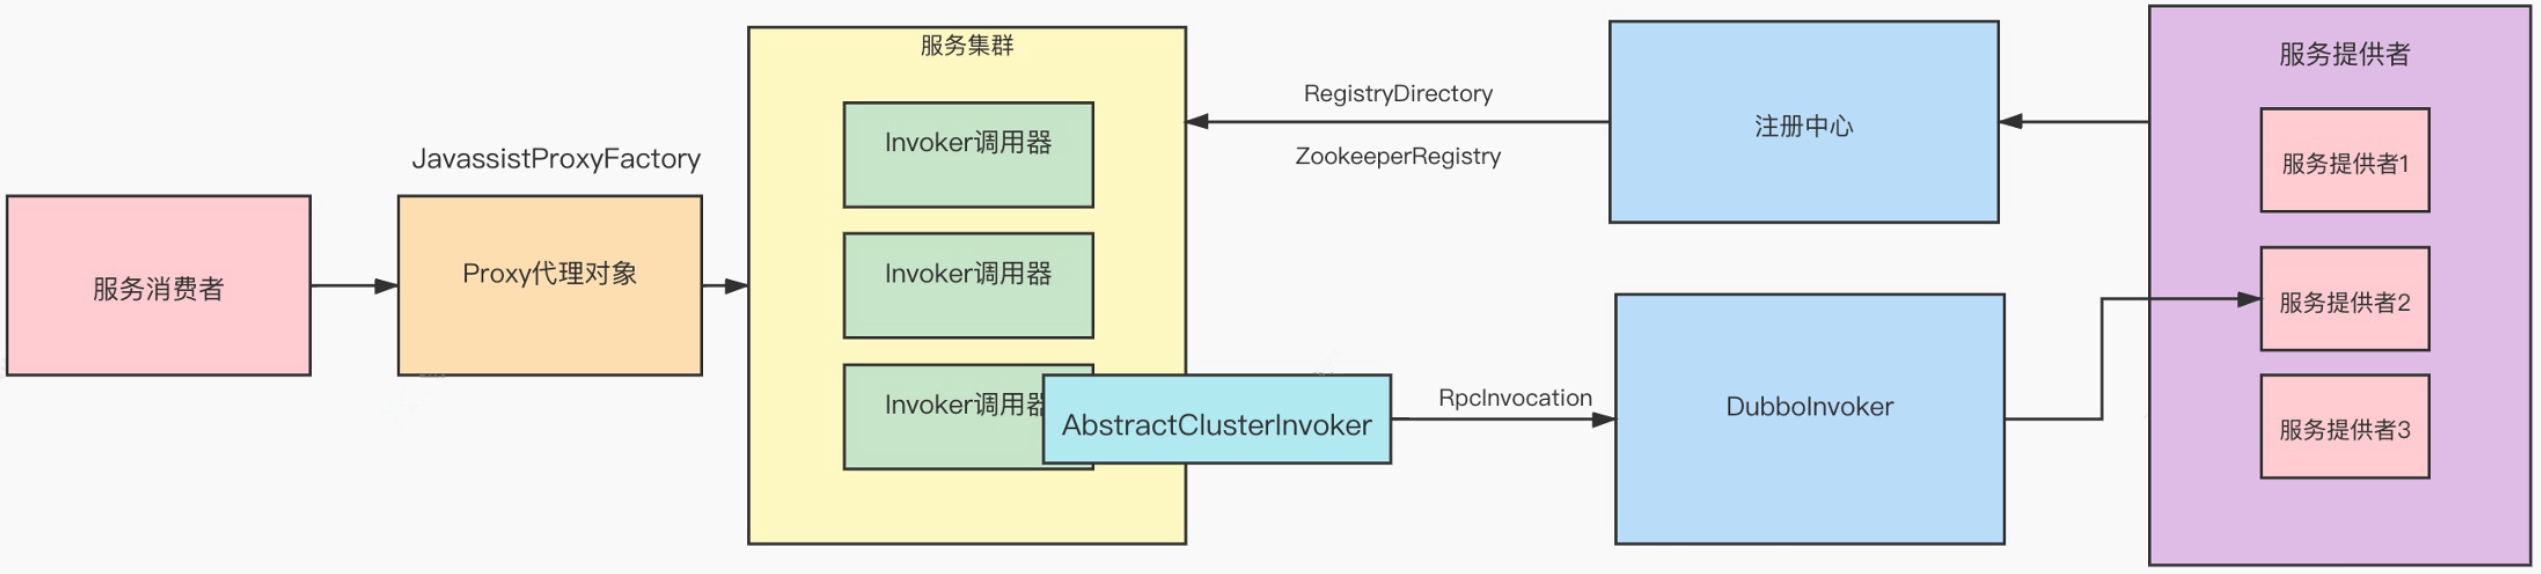 服务消费者
JavassistProxyFactory
Proxy代理对象
服务集群
Invoker调用器
Invoker调用器
Invoker调用器
AbstractClusterInvoker
RegistryDirectory
ZookeeperRegistry
注册中心
RpcInvocation
DubboInvoker
服务提供者
服务提供者1
服务提供者2
服务提供者3